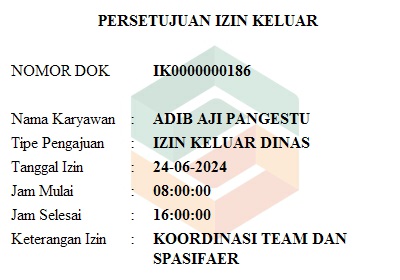 PERSETUJUAN IZIN KELUAR
NOMOR DOK IK0000000186
Nama Karyawan : ADIB AJI PANGESTU
Tipe Pengajuan : IZIN KELUAR DINAS
Tanggal Izin : 24-06-2024
Jam Mulai : 08:00:00
Jam Selesai : 16:00:00
Keterangan Izin : KOORDINASI TEAM DAN
SPASIFAER